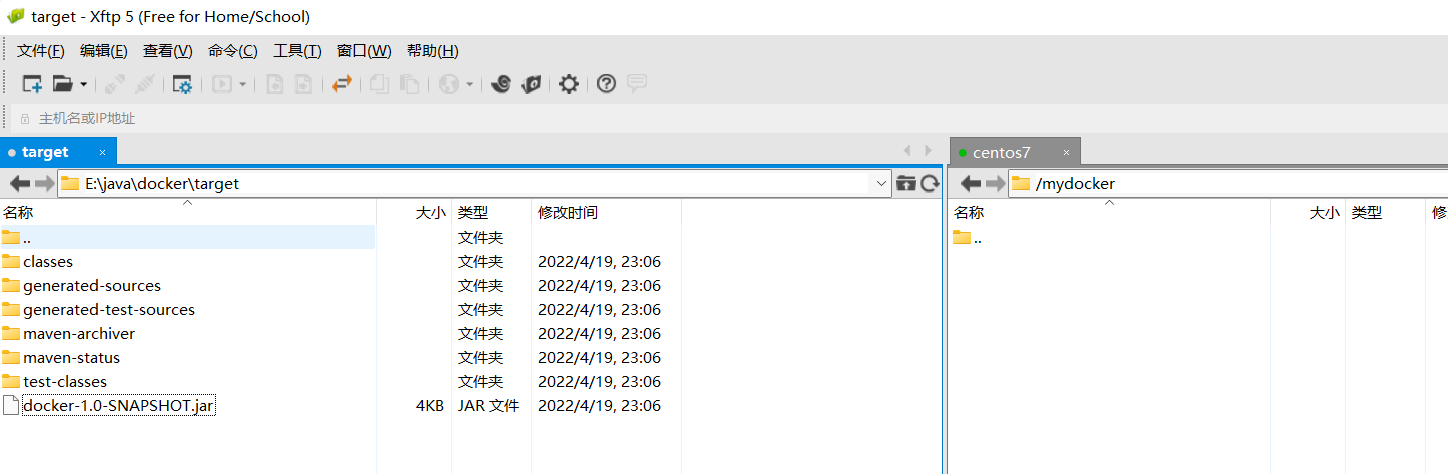 target - Xftp 5 (Free for Home/School)
文件(F) 编辑(E) 查看(V) 命令(C) 工具(T) 窗口(W) 帮助(H)
主机名或IP地址
target × centos7 ×
E:\java\docker\target /mydocker
名称 大小 类型 修改时间 名称 大小 类型 修
.. 文件夹 ..
classes 文件夹 2022/4/19, 23:06
generated-sources 文件夹 2022/4/19, 23:06
generated-test-sources 文件夹 2022/4/19, 23:06
maven-archiver 文件夹 2022/4/19, 23:06
maven-status 文件夹 2022/4/19, 23:06
test-classes 文件夹 2022/4/19, 23:06
docker-1.0-SNAPSHOT.jar 4KB JAR 文件 2022/4/19, 23:06